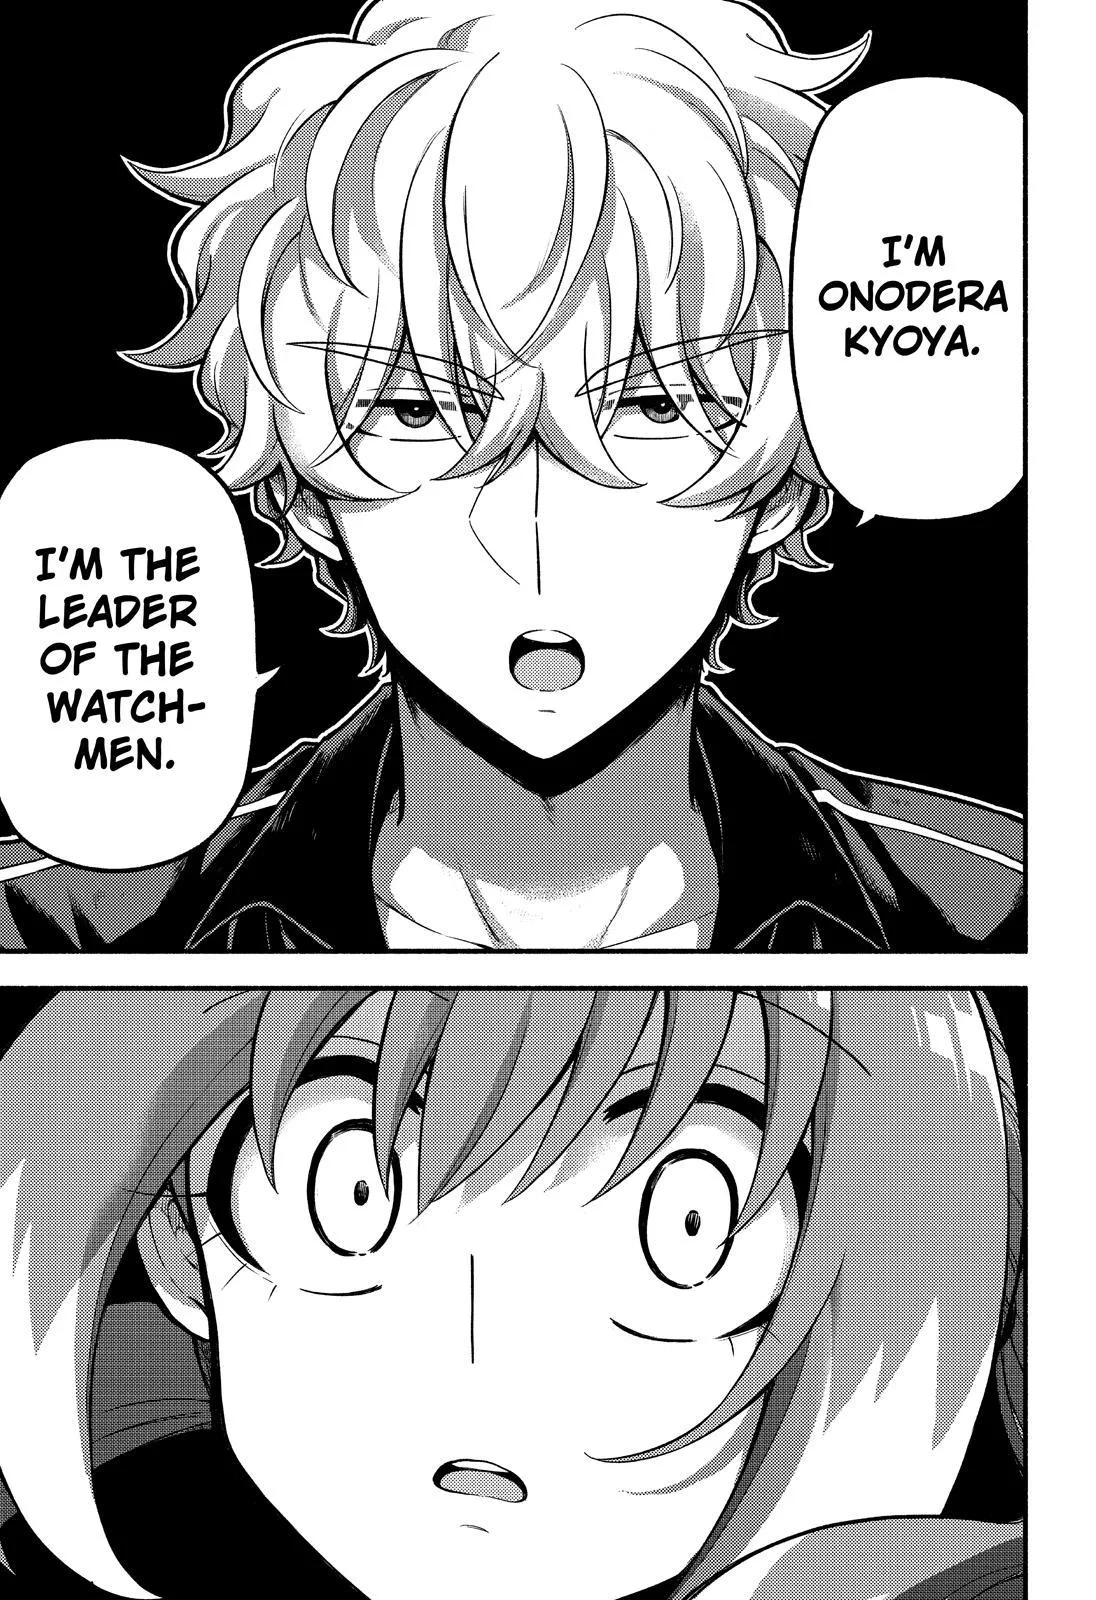 I'M
ONODERA
KYOYA.
I'M THE
LEADER
OF THE
WATCH-
MEN.